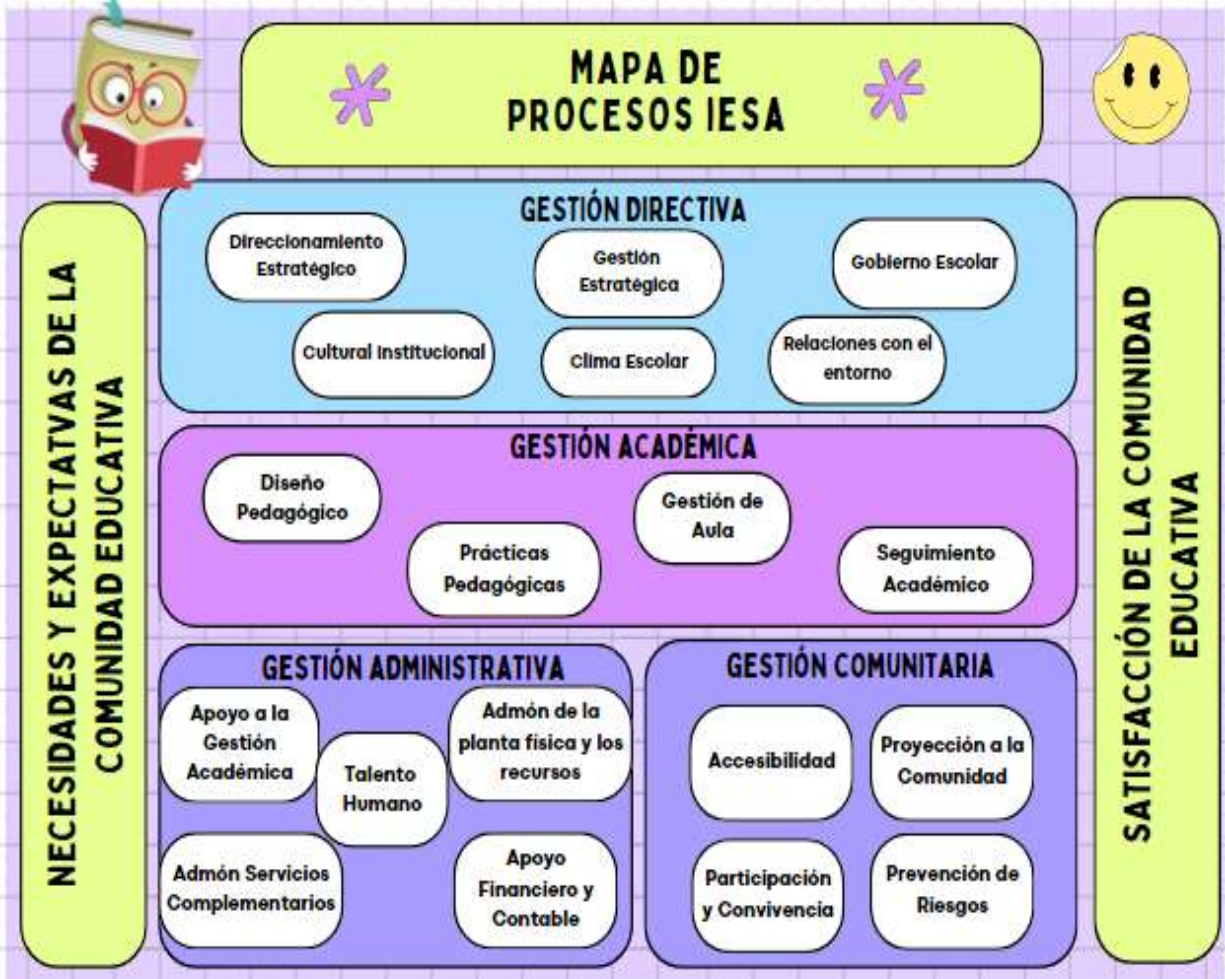 MAPA DE
PROCESOS IESA
NECESIDADES Y EXPECTATVAS DE LA
COMUNIDAD EDUCATIVA
GESTIÓN DIRECTIVA
Direccionamiento
Estratégico
Gestión
Estratégica
Gobierno Escolar
Cultural Institucional
Clima Escolar
Relaciones con el
entorno
GESTIÓN ACADÉMICA
Diseño
Pedagógico
Prácticas
Pedagógicas
Gestión de
Aula
Seguimiento
Académico
GESTIÓN ADMINISTRATIVA
Apoyo a la
Gestión
Académica
Talento
Humano
Admón de la
planta física y los
recursos
Admón Servicios
Complementarios
Apoyo
Financiero y
Contable
GESTIÓN COMUNITARIA
Accesibilidad
Proyección a la
Comunidad
Participación
y Convivencia
Prevención de
Riesgos
SATISFACCCIÓN DE LA COMUNIDAD
EDUCATIVA